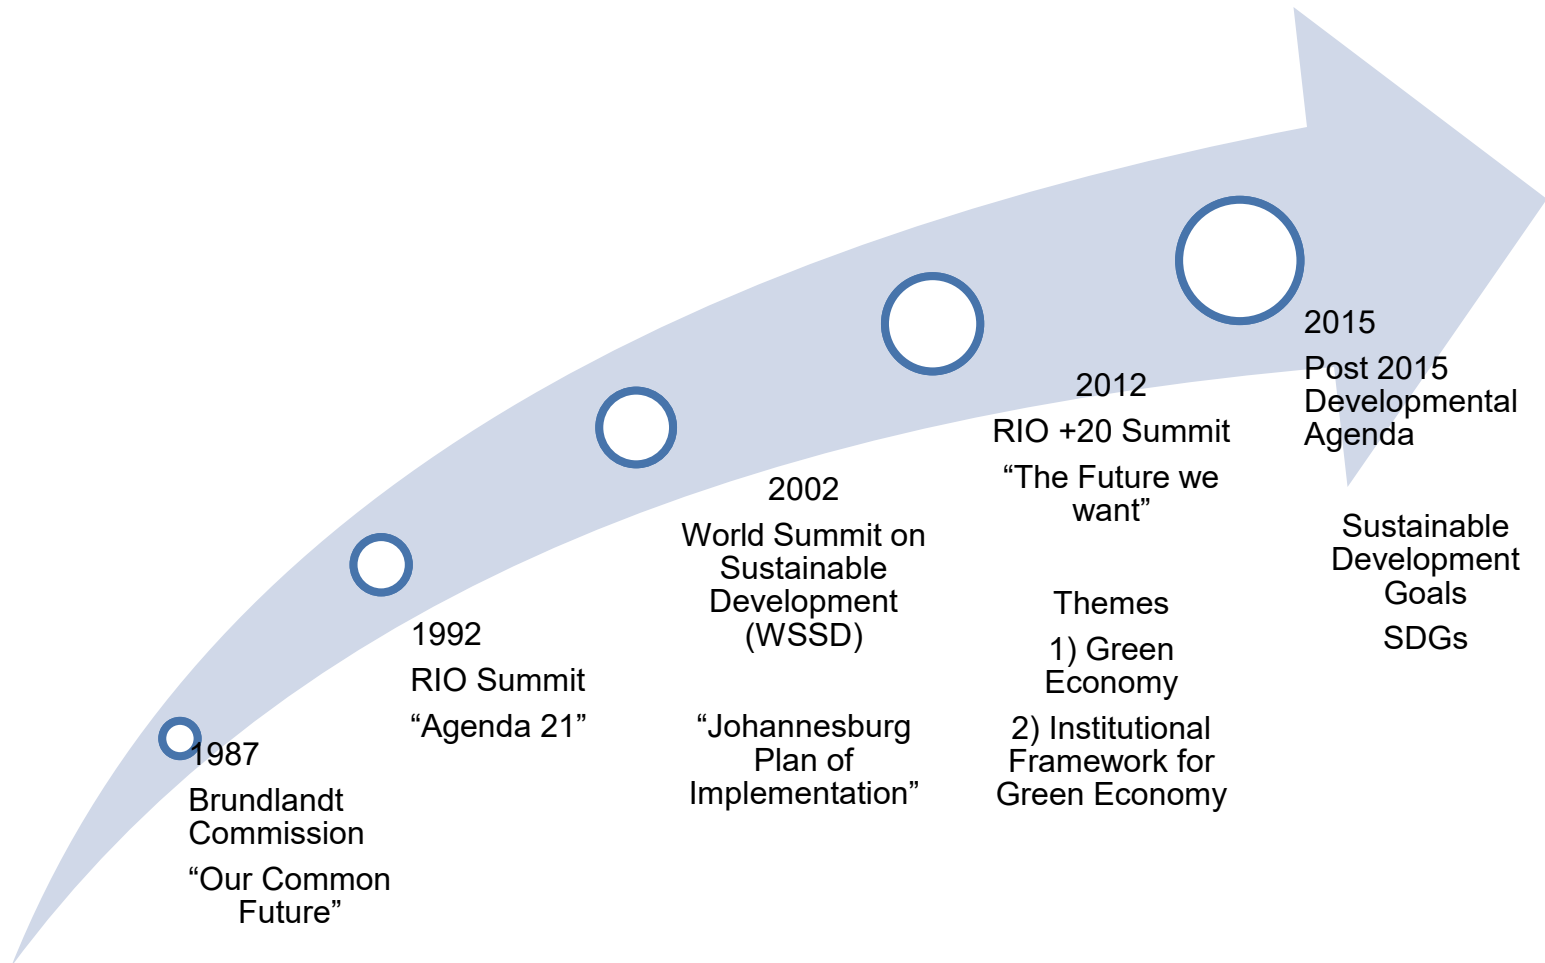 1987
Brundlandt
Commission
“Our Common
Future”
1992
RIO Summit
“Agenda 21”
2002
World Summit on
Sustainable
Development
(WSSD)
“Johannesburg
Plan of
Implementation”
2012
RIO +20 Summit
“The Future we
want”
Themes
1) Green
Economy
2) Institutional
Framework for
Green Economy
2015
Post 2015
Developmental
Agenda
Sustainable
Development
Goals
SDGs